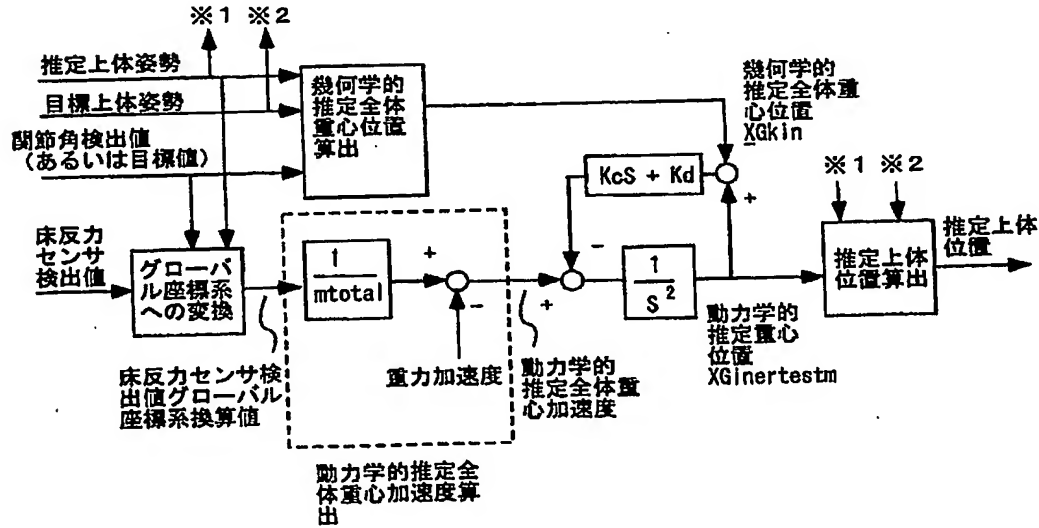 ※1 ※2
推定上体姿勢
目標上体姿勢
関節角検出値
(あるいは目標値)
幾何学的
推定全体
重心位置
算出
幾何学的
推定全体重
心位置
XGkin
KcS + Kd
-
+
※1 ※2
床反力
センサ
検出値
グローバ
ル座標系
への変換
1
mtotal
+
-
+
-
1
S2
推定上体
位置算出
推定上体
位置
床反力センサ検
出値グローバル
座標系換算値
重力加速度
動力学的
推定全体重
心加速度
動力学的
推定重心
位置
XGinertestm
動力学的推定全
体重心加速度算
出